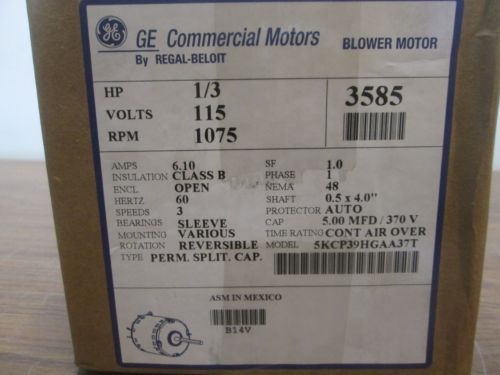 GE Commercial Motors
By REGAL-BELOIT
BLOWER MOTOR
HP 1/3
VOLTS 115
RPM 1075
3585
AMPS 6.10
INSULATION CLASS B
ENCL OPEN
HERTZ 60
SPEEDS 3
BEARINGS SLEEVE
MOUNTING VARIOUS
ROTATION REVERSIBLE
TYPE PERM. SPLIT. CAP.
SF 1.0
PHASE 1
NEMA 48
SHAFT 0.5 x 4.0"
PROTECTOR AUTO
CAP 5.00 MFD / 370 V
TIME RATING CONT AIR OVER
MODEL 5KCP39HGAA37T
ASM IN MEXICO
B14V